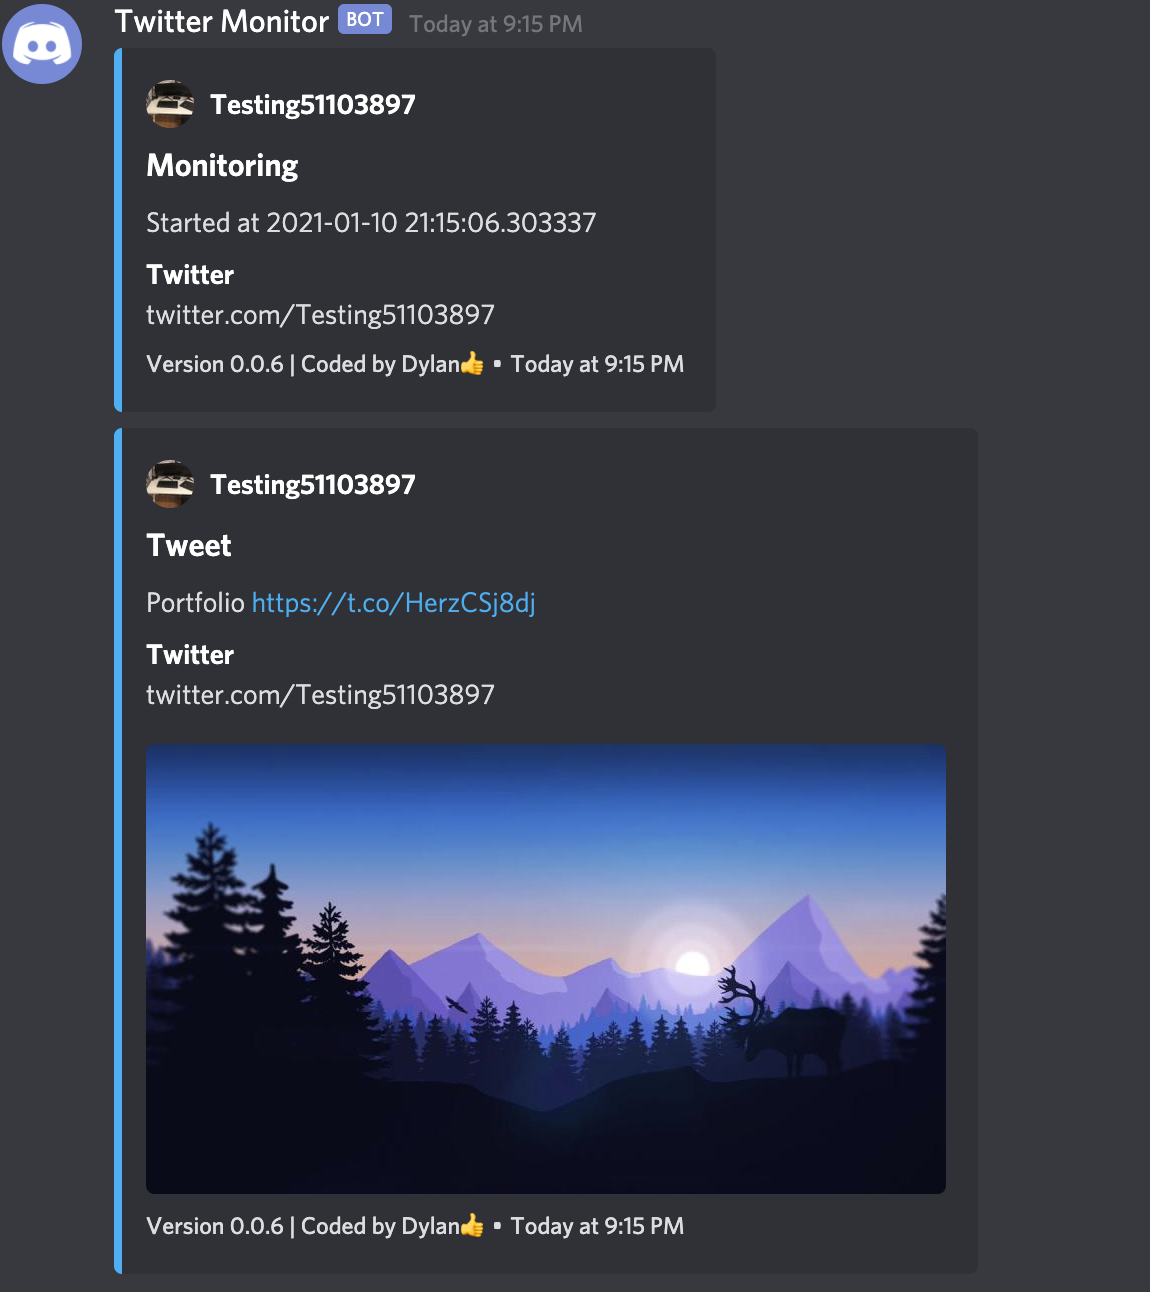 Twitter Monitor BOT Today at 9:15 PM
Testing51103897
Monitoring
Started at 2021-01-10 21:15:06.303337
Twitter
twitter.com/Testing51103897
Version 0.0.6 | Coded by Dylan👍 • Today at 9:15 PM
Testing51103897
Tweet
Portfolio https://t.co/HerzCSj8dj
Twitter
twitter.com/Testing51103897
Version 0.0.6 | Coded by Dylan👍 • Today at 9:15 PM